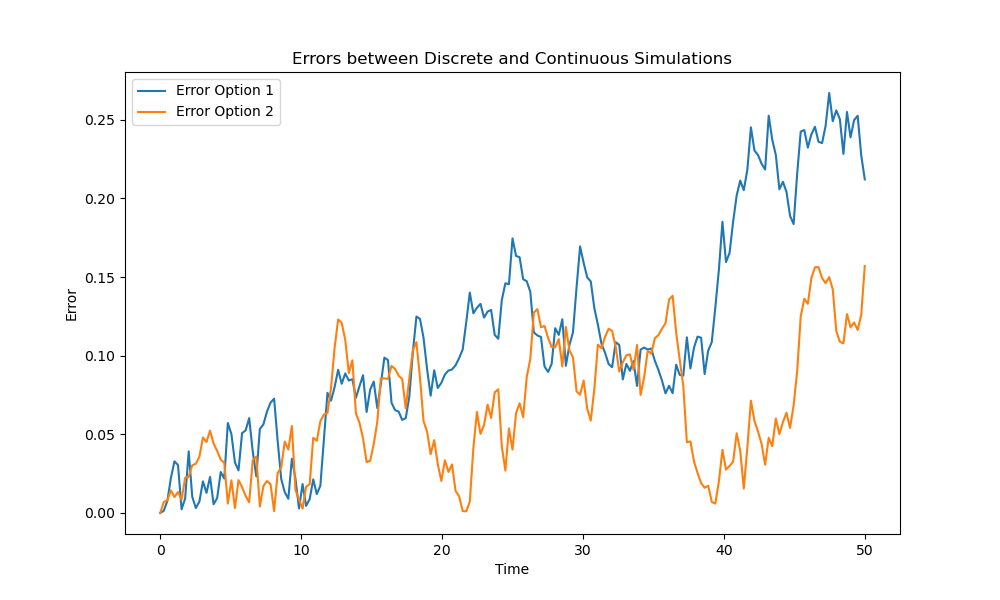 Errors between Discrete and Continuous Simulations
Error Option 1
Error Option 2
Error
0.25
0.20
0.15
0.10
0.05
0.00
0 10 20 30 40 50
Time